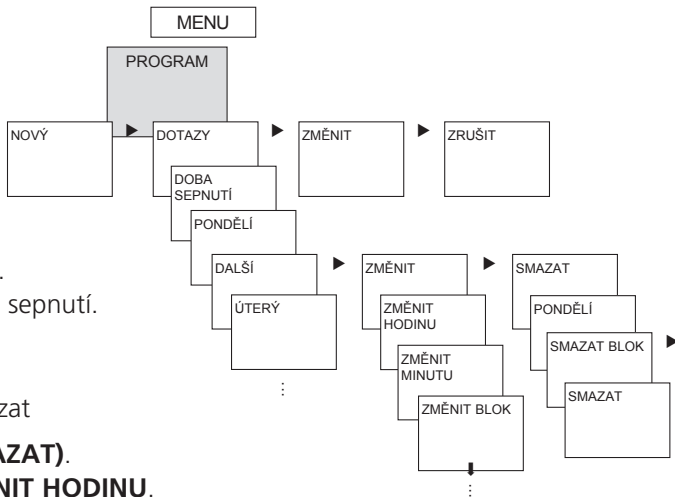 MENU
PROGRAM
NOVÝ
DOTAZY
ZMĚNIT
ZRUŠIT
DOBA
SEPNUTÍ
PONDĚLÍ
DALŠÍ
ZMĚNIT
SMAZAT
.
sepnutí.
ÚTERÝ
ZMĚNIT
HODINU
PONDĚLÍ
ZMĚNIT
MINUTU
SMAZAT BLOK
ZMĚNIT BLOK
SMAZAT
zat
AZAT).
NIT HODINU.